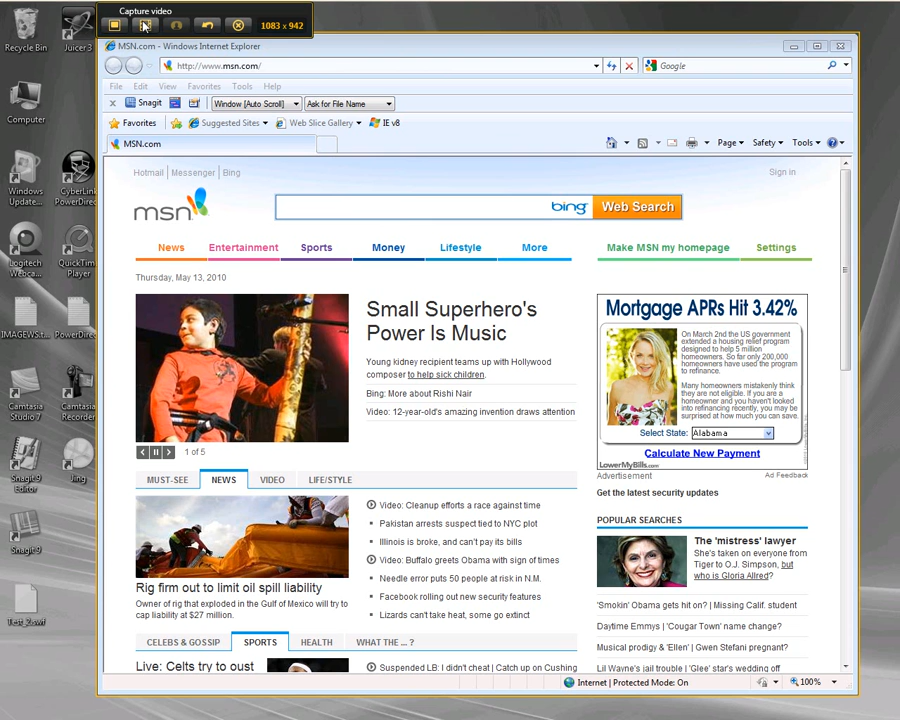 Capture video
1083 x 942
Recycle Bin
Juicer 3
Computer
Windows Update...
CyberLink PowerDirec
Logitech Webca...
QuickTim Player
IMAGEWS.t...
PowerDirec
Camtasia Studio 7
Camtasia Recorder
Snagit 9 Editor
Jing
Snagit 9
Test_2.swf
MSN.com - Windows Internet Explorer
http://www.msn.com/
Google
File Edit View Favorites Tools Help
x Snagit Window [Auto Scroll] Ask for File Name
Favorites Suggested Sites Web Slice Gallery IE v8
MSN.com
Page Safety Tools
Hotmail Messenger Bing Sign in
msn bing Web Search
News Entertainment Sports Money Lifestyle More Make MSN my homepage Settings
Thursday, May 13, 2010
Small Superhero's
Power Is Music
Young kidney recipient teams up with Hollywood
composer to help sick children.
Bing: More about Rishi Nair
Video: 12-year-old's amazing invention draws attention
1 of 5
Mortgage APRs Hit 3.42%
On March 2nd the US government
extended a housing relief program
designed to help 5 million
homeowners. So far only 200,000
homeowners have used the program
to refinance.
Many homeowners mistakenly think
they are not eligible. If you are a
homeowner and you haven't looked
into refinancing recently, you may be
surprised at how much you can save.
Select State: Alabama
Calculate New Payment
LowerMyBills.com
Advertisement Ad Feedback
Get the latest security updates
MUST-SEE NEWS VIDEO LIFE/STYLE
Video: Cleanup efforts a race against time
Pakistan arrests suspect tied to NYC plot
Illinois is broke, and can't pay its bills
Video: Buffalo greets Obama with sign of times
Needle error puts 50 people at risk in N.M.
Facebook rolling out new security features
Lizards can't take heat, some go extinct
Rig firm out to limit oil spill liability
Owner of rig that exploded in the Gulf of Mexico will try to
cap liability at $27 million.
POPULAR SEARCHES
The 'mistress' lawyer
She's taken on everyone from
Tiger to O.J. Simpson, but
who is Gloria Allred?
'Smokin' Obama gets hit on? | Missing Calif. student
Daytime Emmys | 'Cougar Town' name change?
Musical prodigy & 'Ellen' | Gwen Stefani pregnant?
Lil Wayne's jail trouble | 'Glee' star's wedding off
CELEBS & GOSSIP SPORTS HEALTH WHAT THE ... ?
Live: Celts try to oust
Suspended LB: I didn't cheat | Catch up on Cushing
Internet | Protected Mode: On
100%